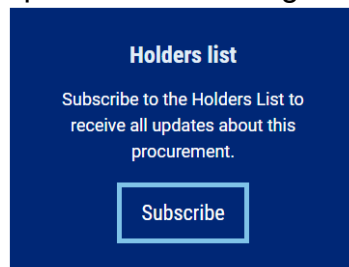 Holders list
Subscribe to the Holders List to
receive all updates about this
procurement.
Subscribe